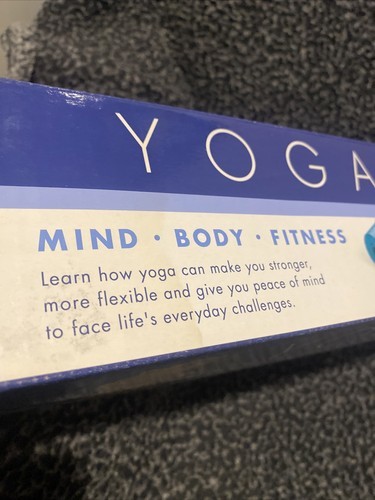 YOGA
MIND • BODY • FITNESS
Learn how yoga can make you stronger,
more flexible and give you peace of mind
to face life's everyday challenges.